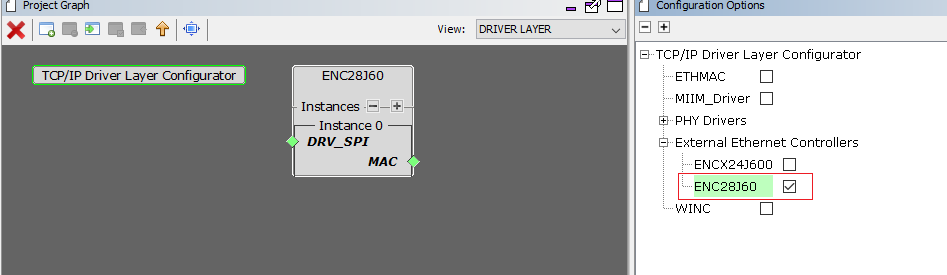 Project Graph
View: DRIVER LAYER
TCP/IP Driver Layer Configurator
ENC28J60
Instances
Instance 0
DRV_SPI
MAC
Configuration Options
TCP/IP Driver Layer Configurator
ETHMAC
MIIM_Driver
PHY Drivers
External Ethernet Controllers
ENCX24J600
ENC28J60
WINC